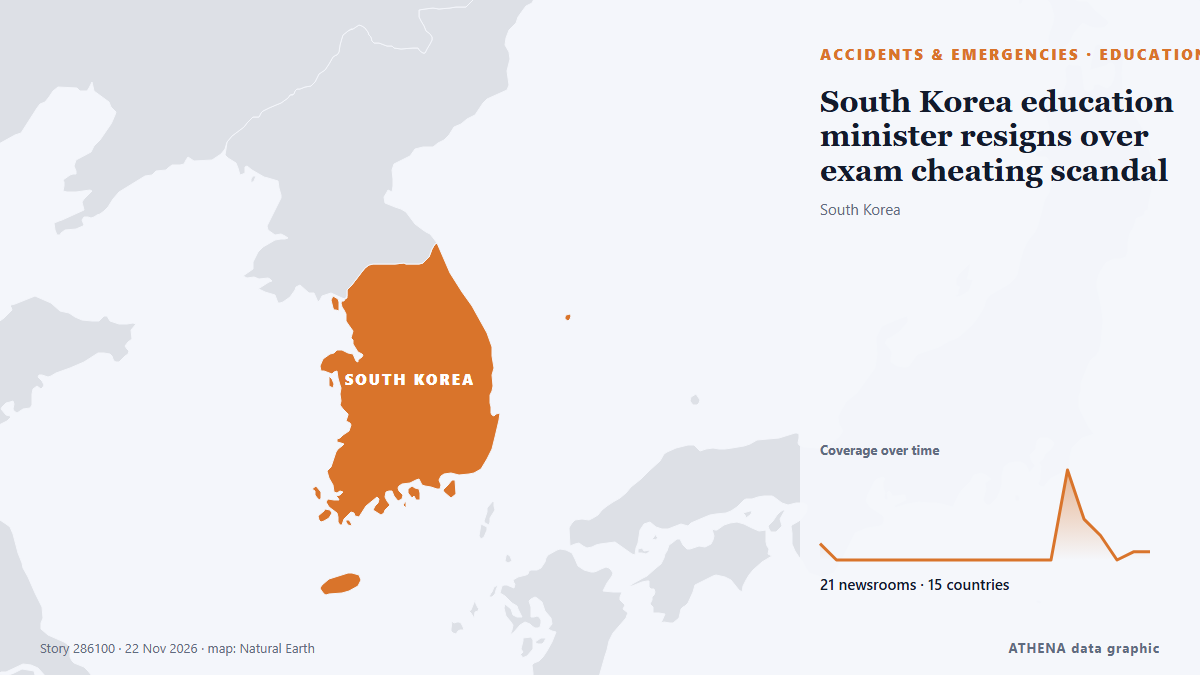 ACCIDENTS & EMERGENCIES · EDUCATION
South Korea education
minister resigns over
exam cheating scandal
South Korea
SOUTH KOREA
Coverage over time
21 newsrooms · 15 countries
Story 286100 · 22 Nov 2026 · map: Natural Earth
ATHENA data graphic